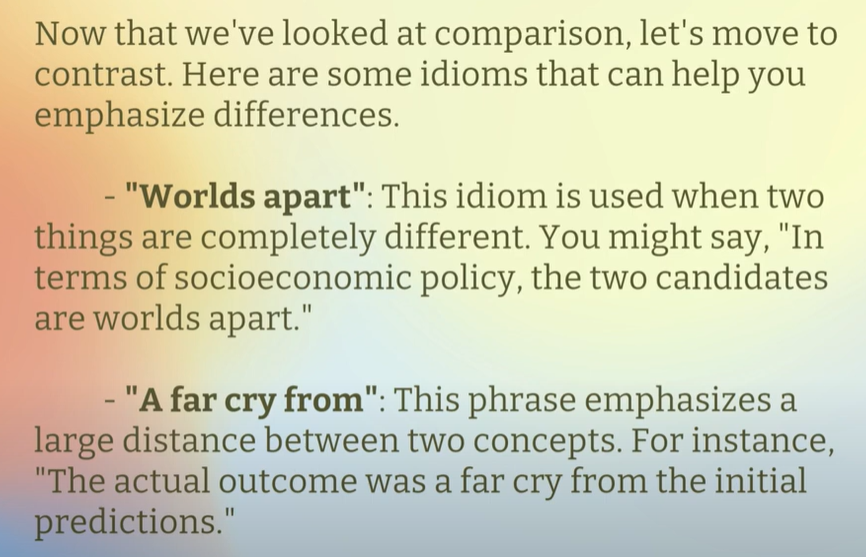 Now that we've looked at comparison, let's move to
contrast. Here are some idioms that can help you
emphasize differences.
- "Worlds apart": This idiom is used when two
things are completely different. You might say, "In
terms of socioeconomic policy, the two candidates
are worlds apart."
- "A far cry from": This phrase emphasizes a
large distance between two concepts. For instance,
"The actual outcome was a far cry from the initial
predictions."